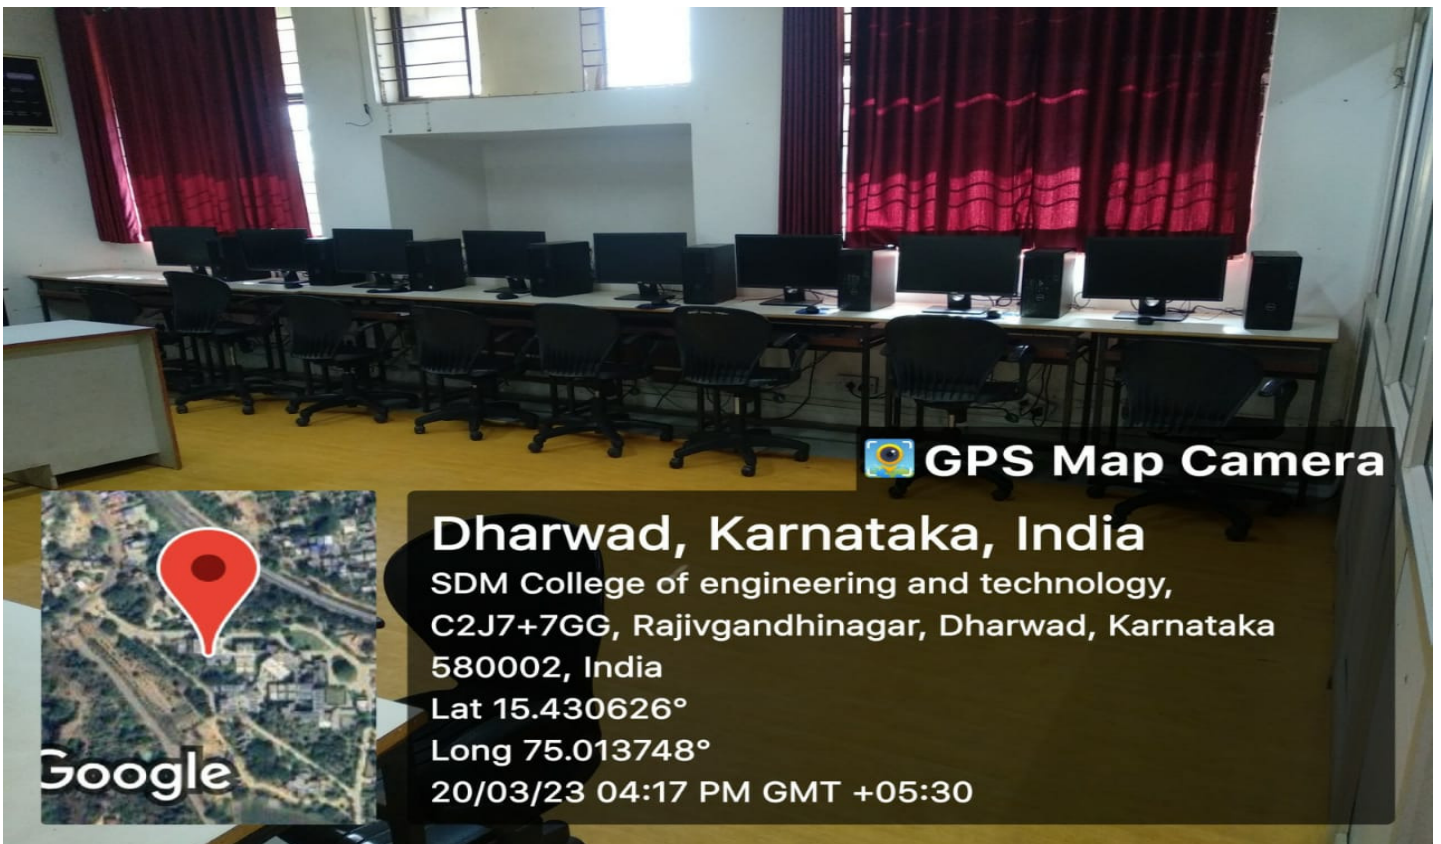 GPS Map Camera
Dharwad, Karnataka, India
SDM College of engineering and technology,
C2J7+7GG, Rajivgandhinagar, Dharwad, Karnataka
580002, India
Lat 15.430626°
Long 75.013748°
20/03/23 04:17 PM GMT +05:30
Google